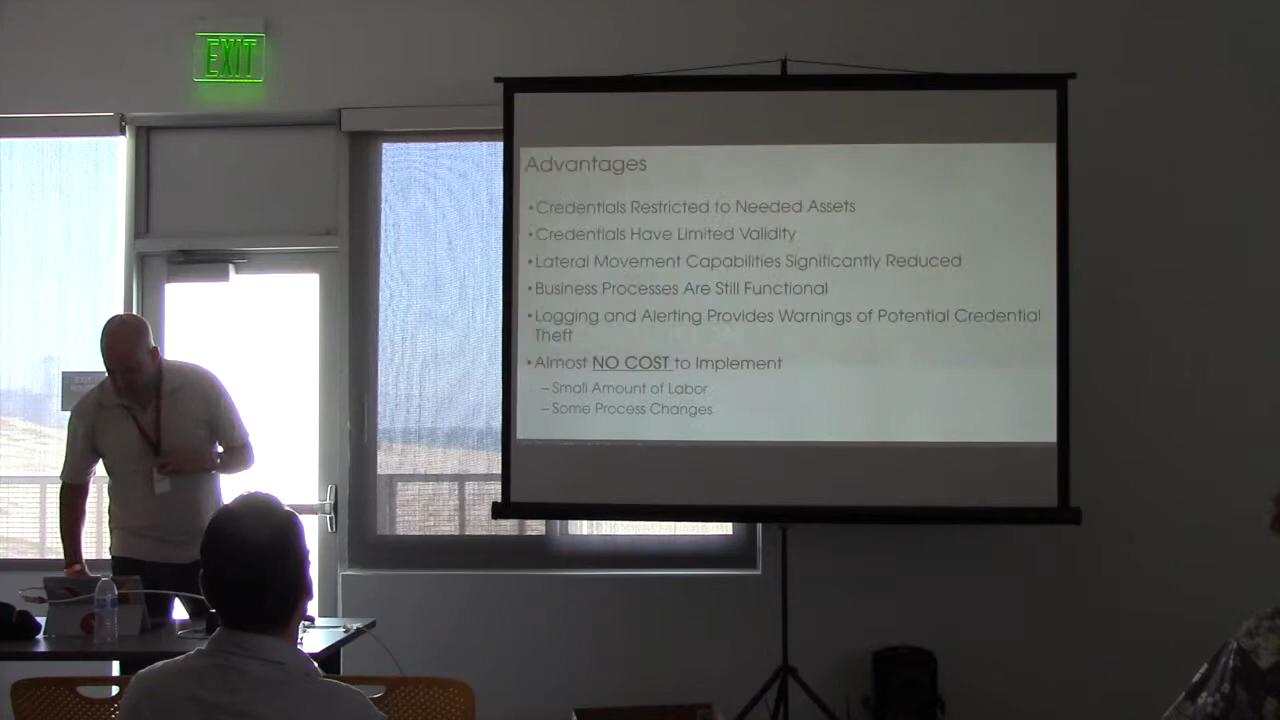 EXIT
Advantages
•Credentials Restricted to Needed Assets
•Credentials Have Limited Validity
•Lateral Movement Capabilities Significantly Reduced
•Business Processes Are Still Functional
•Logging and Alerting Provides Warnings of Potential Credential
Theft
•Almost NO COST to Implement
–Small Amount of Labor
–Some Process Changes
EXIT